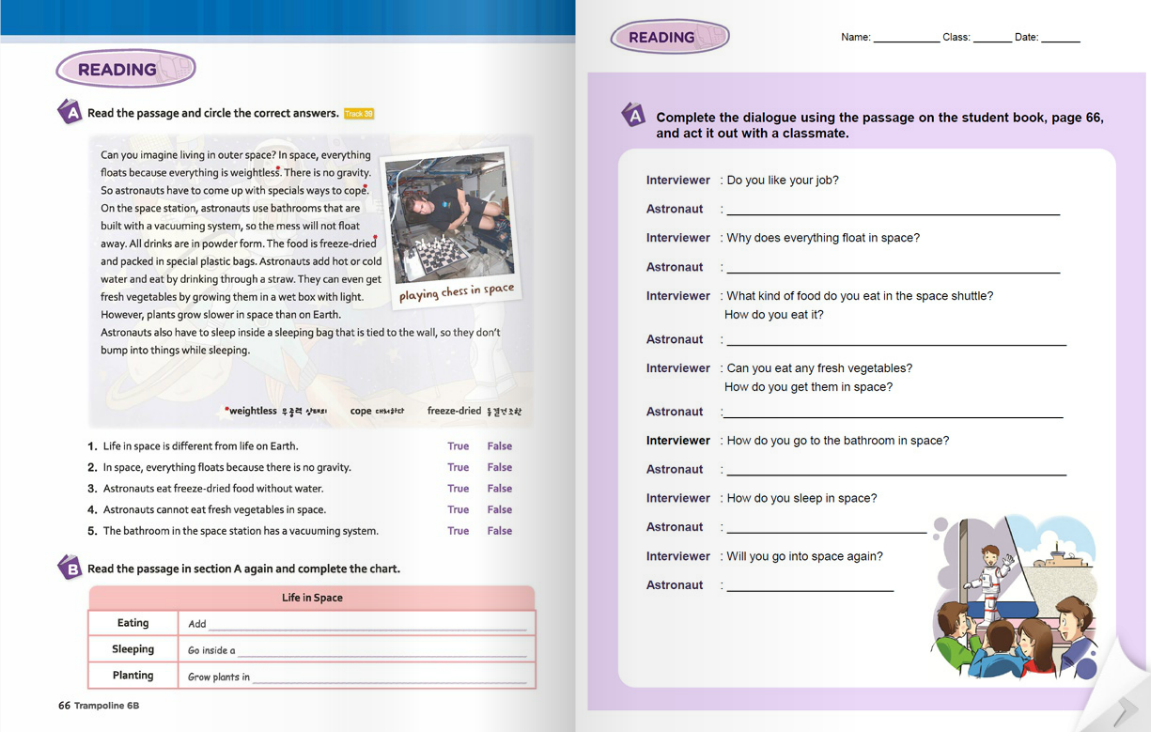 READING
A Read the passage and circle the correct answers. Track 39
Can you imagine living in outer space? In space, everything
floats because everything is weightless. There is no gravity.
So astronauts have to come up with specials ways to cope.
On the space station, astronauts use bathrooms that are
built with a vacuuming system, so the mess will not float
away. All drinks are in powder form. The food is freeze-dried
and packed in special plastic bags. Astronauts add hot or cold
water and eat by drinking through a straw. They can even get
fresh vegetables by growing them in a wet box with light.
However, plants grow slower in space than on Earth.
Astronauts also have to sleep inside a sleeping bag that is tied to the wall, so they don't
bump into things while sleeping.
playing chess in space
weightless cope freeze-dried
1. Life in space is different from life on Earth. True False
2. In space, everything floats because there is no gravity. True False
3. Astronauts eat freeze-dried food without water. True False
4. Astronauts cannot eat fresh vegetables in space. True False
5. The bathroom in the space station has a vacuuming system. True False
B Read the passage in section A again and complete the chart.
Life in Space
Eating Add
Sleeping Go inside a
Planting Grow plants in
66 Trampoline 6B
READING
Name: Class: Date:
A Complete the dialogue using the passage on the student book, page 66,
and act it out with a classmate.
Interviewer : Do you like your job?
Astronaut :
Interviewer : Why does everything float in space?
Astronaut :
Interviewer : What kind of food do you eat in the space shuttle?
How do you eat it?
Astronaut :
Interviewer : Can you eat any fresh vegetables?
How do you get them in space?
Astronaut :
Interviewer : How do you go to the bathroom in space?
Astronaut :
Interviewer : How do you sleep in space?
Astronaut :
Interviewer : Will you go into space again?
Astronaut :